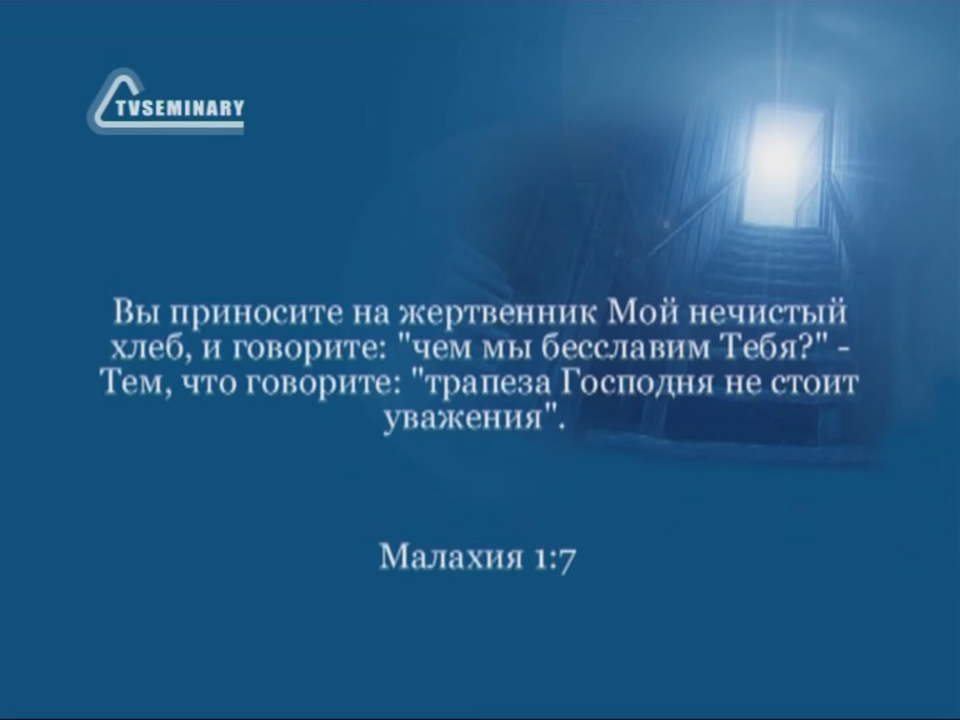 TVSEMINARY
Вы приносите на жертвенник Мой нечистый
хлеб, и говорите: "чем мы бесславим Тебя?" -
Тем, что говорите: "трапеза Господня не стоит
уважения".
Малахия 1:7